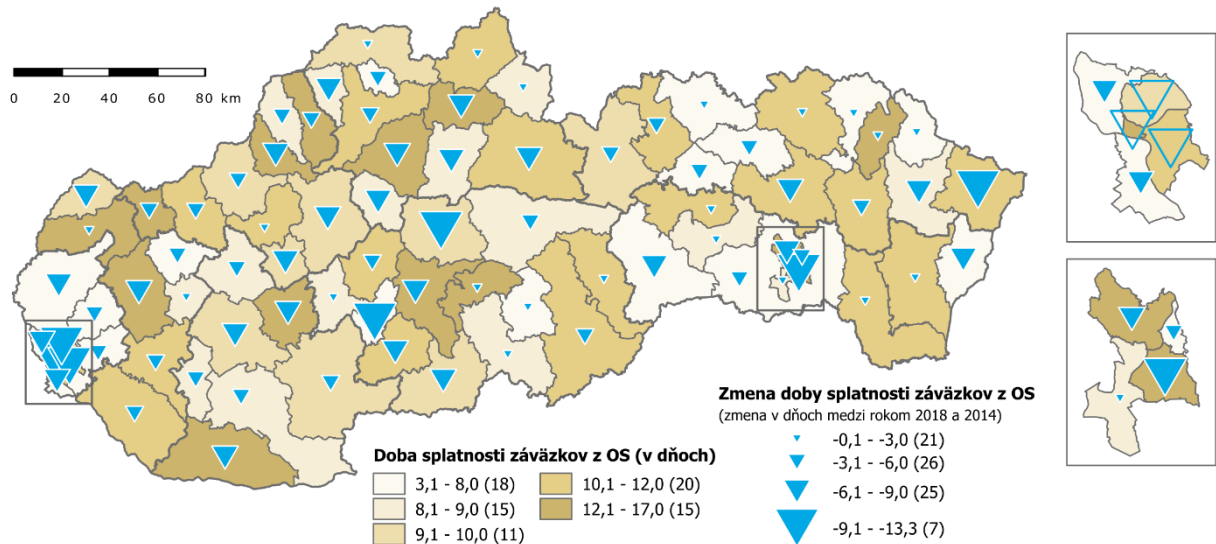 0 20 40 60 80 km
Zmena doby splatnosti záväzkov z OS
(zmena v dňoch medzi rokom 2018 a 2014)
-0,1 - -3,0 (21)
-3,1 - -6,0 (26)
-6,1 - -9,0 (25)
-9,1 - -13,3 (7)
Doba splatnosti záväzkov z OS (v dňoch)
3,1 - 8,0 (18)
8,1 - 9,0 (15)
9,1 - 10,0 (11)
10,1 - 12,0 (20)
12,1 - 17,0 (15)